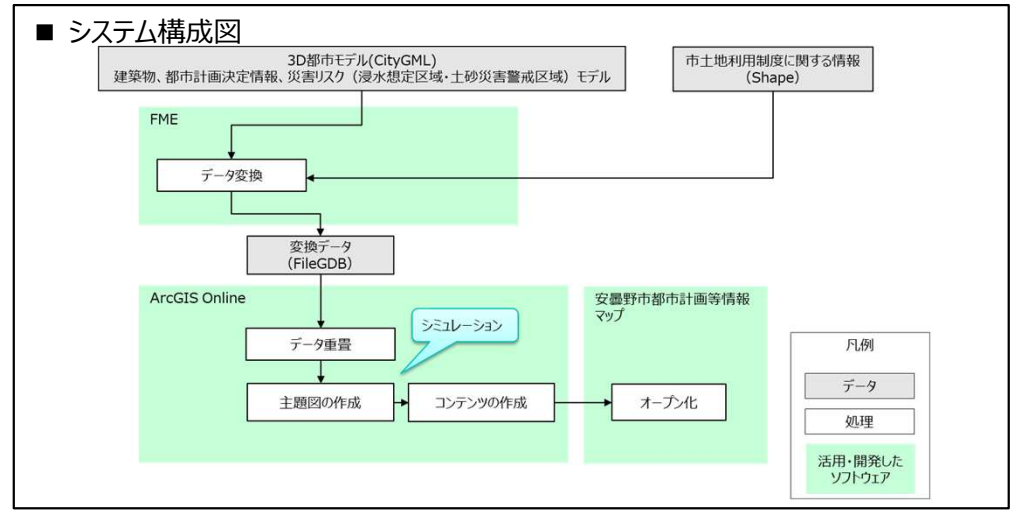 ■ システム構成図
3D都市モデル(CityGML)
建築物、都市計画決定情報、災害リスク（浸水想定区域・土砂災害警戒区域）モデル
市土地利用制度に関する情報
（Shape）
FME
データ変換
変換データ
（FileGDB）
ArcGIS Online
データ重畳
シミュレーション
主題図の作成
コンテンツの作成
安曇野市都市計画等情報
マップ
オープン化
凡例
データ
処理
活用・開発した
ソフトウェア